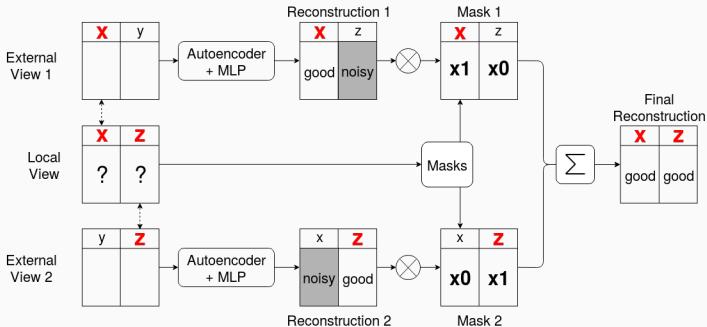 Reconstruction 1
Mask 1
x y
x z
x z
External
View 1
Autoencoder
+ MLP
good noisy
x1 x0
Final
Reconstruction
x z
x z
Local
View
? ?
Masks
Σ
good good
y z
x z
x z
External
View 2
Autoencoder
+ MLP
noisy good
x0 x1
Reconstruction 2
Mask 2